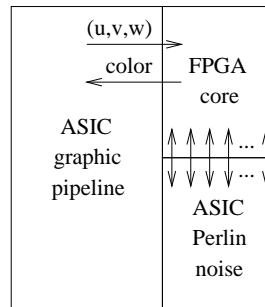 (u,v,w)
color
ASIC
graphic
pipeline
FPGA
core
...
...
ASIC
Perlin
noise